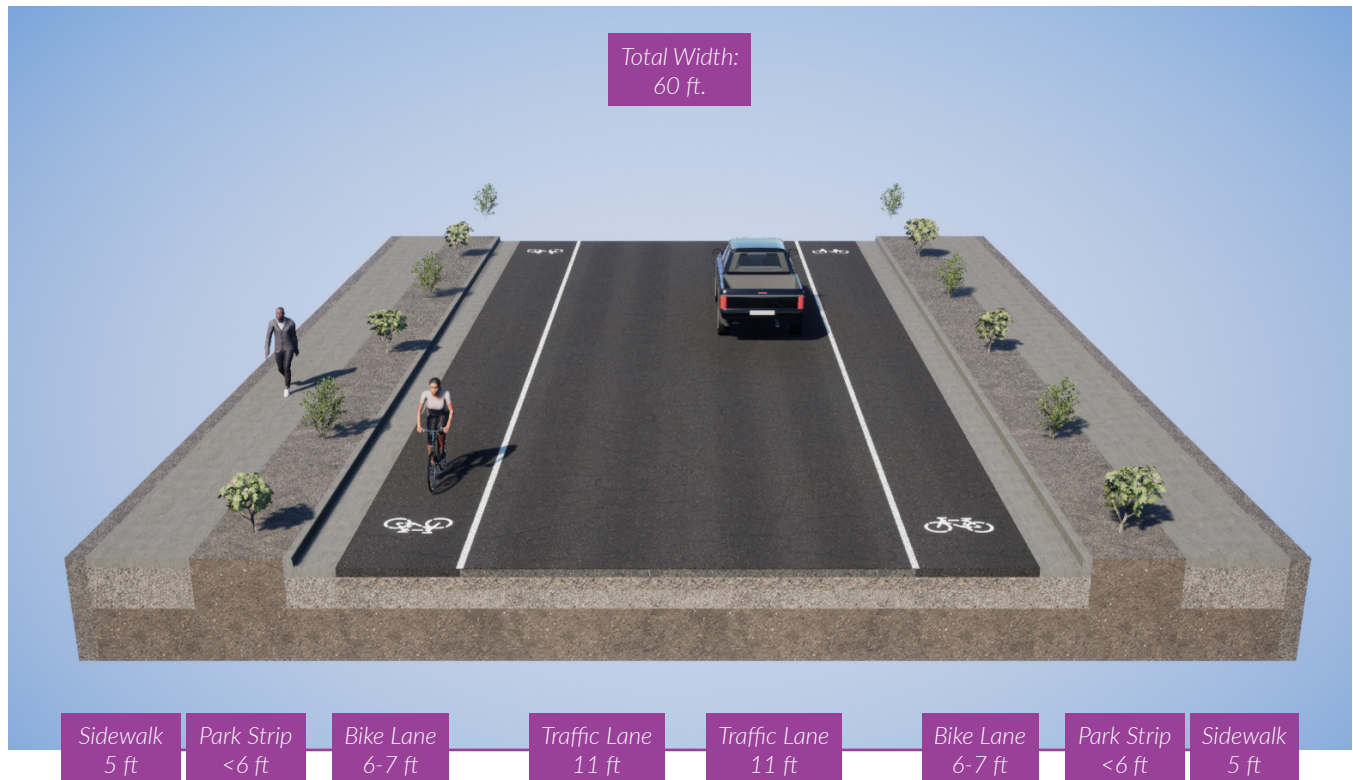 Total Width:
60 ft.
Sidewalk
5 ft
Park Strip
<6 ft
Bike Lane
6-7 ft
Traffic Lane
11 ft
Traffic Lane
11 ft
Bike Lane
6-7 ft
Park Strip
<6 ft
Sidewalk
5 ft